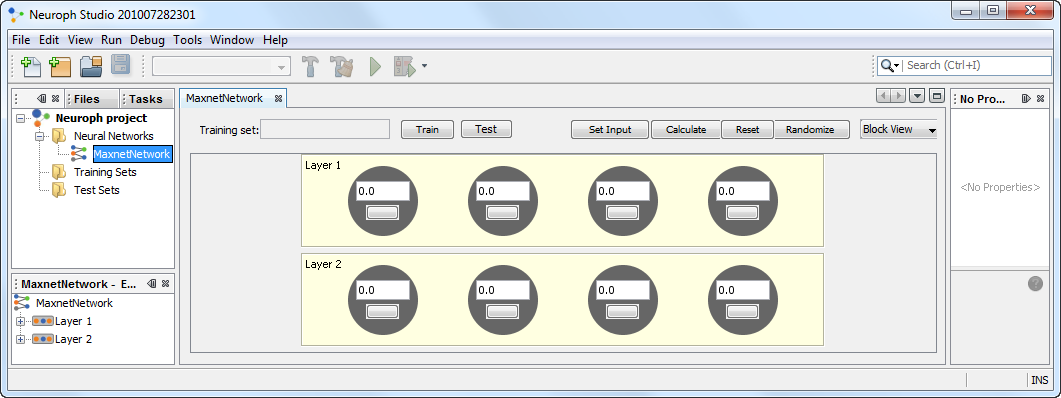 Neuroph Studio 201007282301
File Edit View Run Debug Tools Window Help
Search (Ctrl+I)
Files Tasks
Neuroph project
Neural Networks
MaxnetNetwork
Training Sets
Test Sets
MaxnetNetwork - E...
MaxnetNetwork
Layer 1
Layer 2
MaxnetNetwork
Training set: Train Test Set Input Calculate Reset Randomize Block View
Layer 1
0.0 0.0 0.0 0.0
Layer 2
0.0 0.0 0.0 0.0
No Pro...
<No Properties>
?
INS